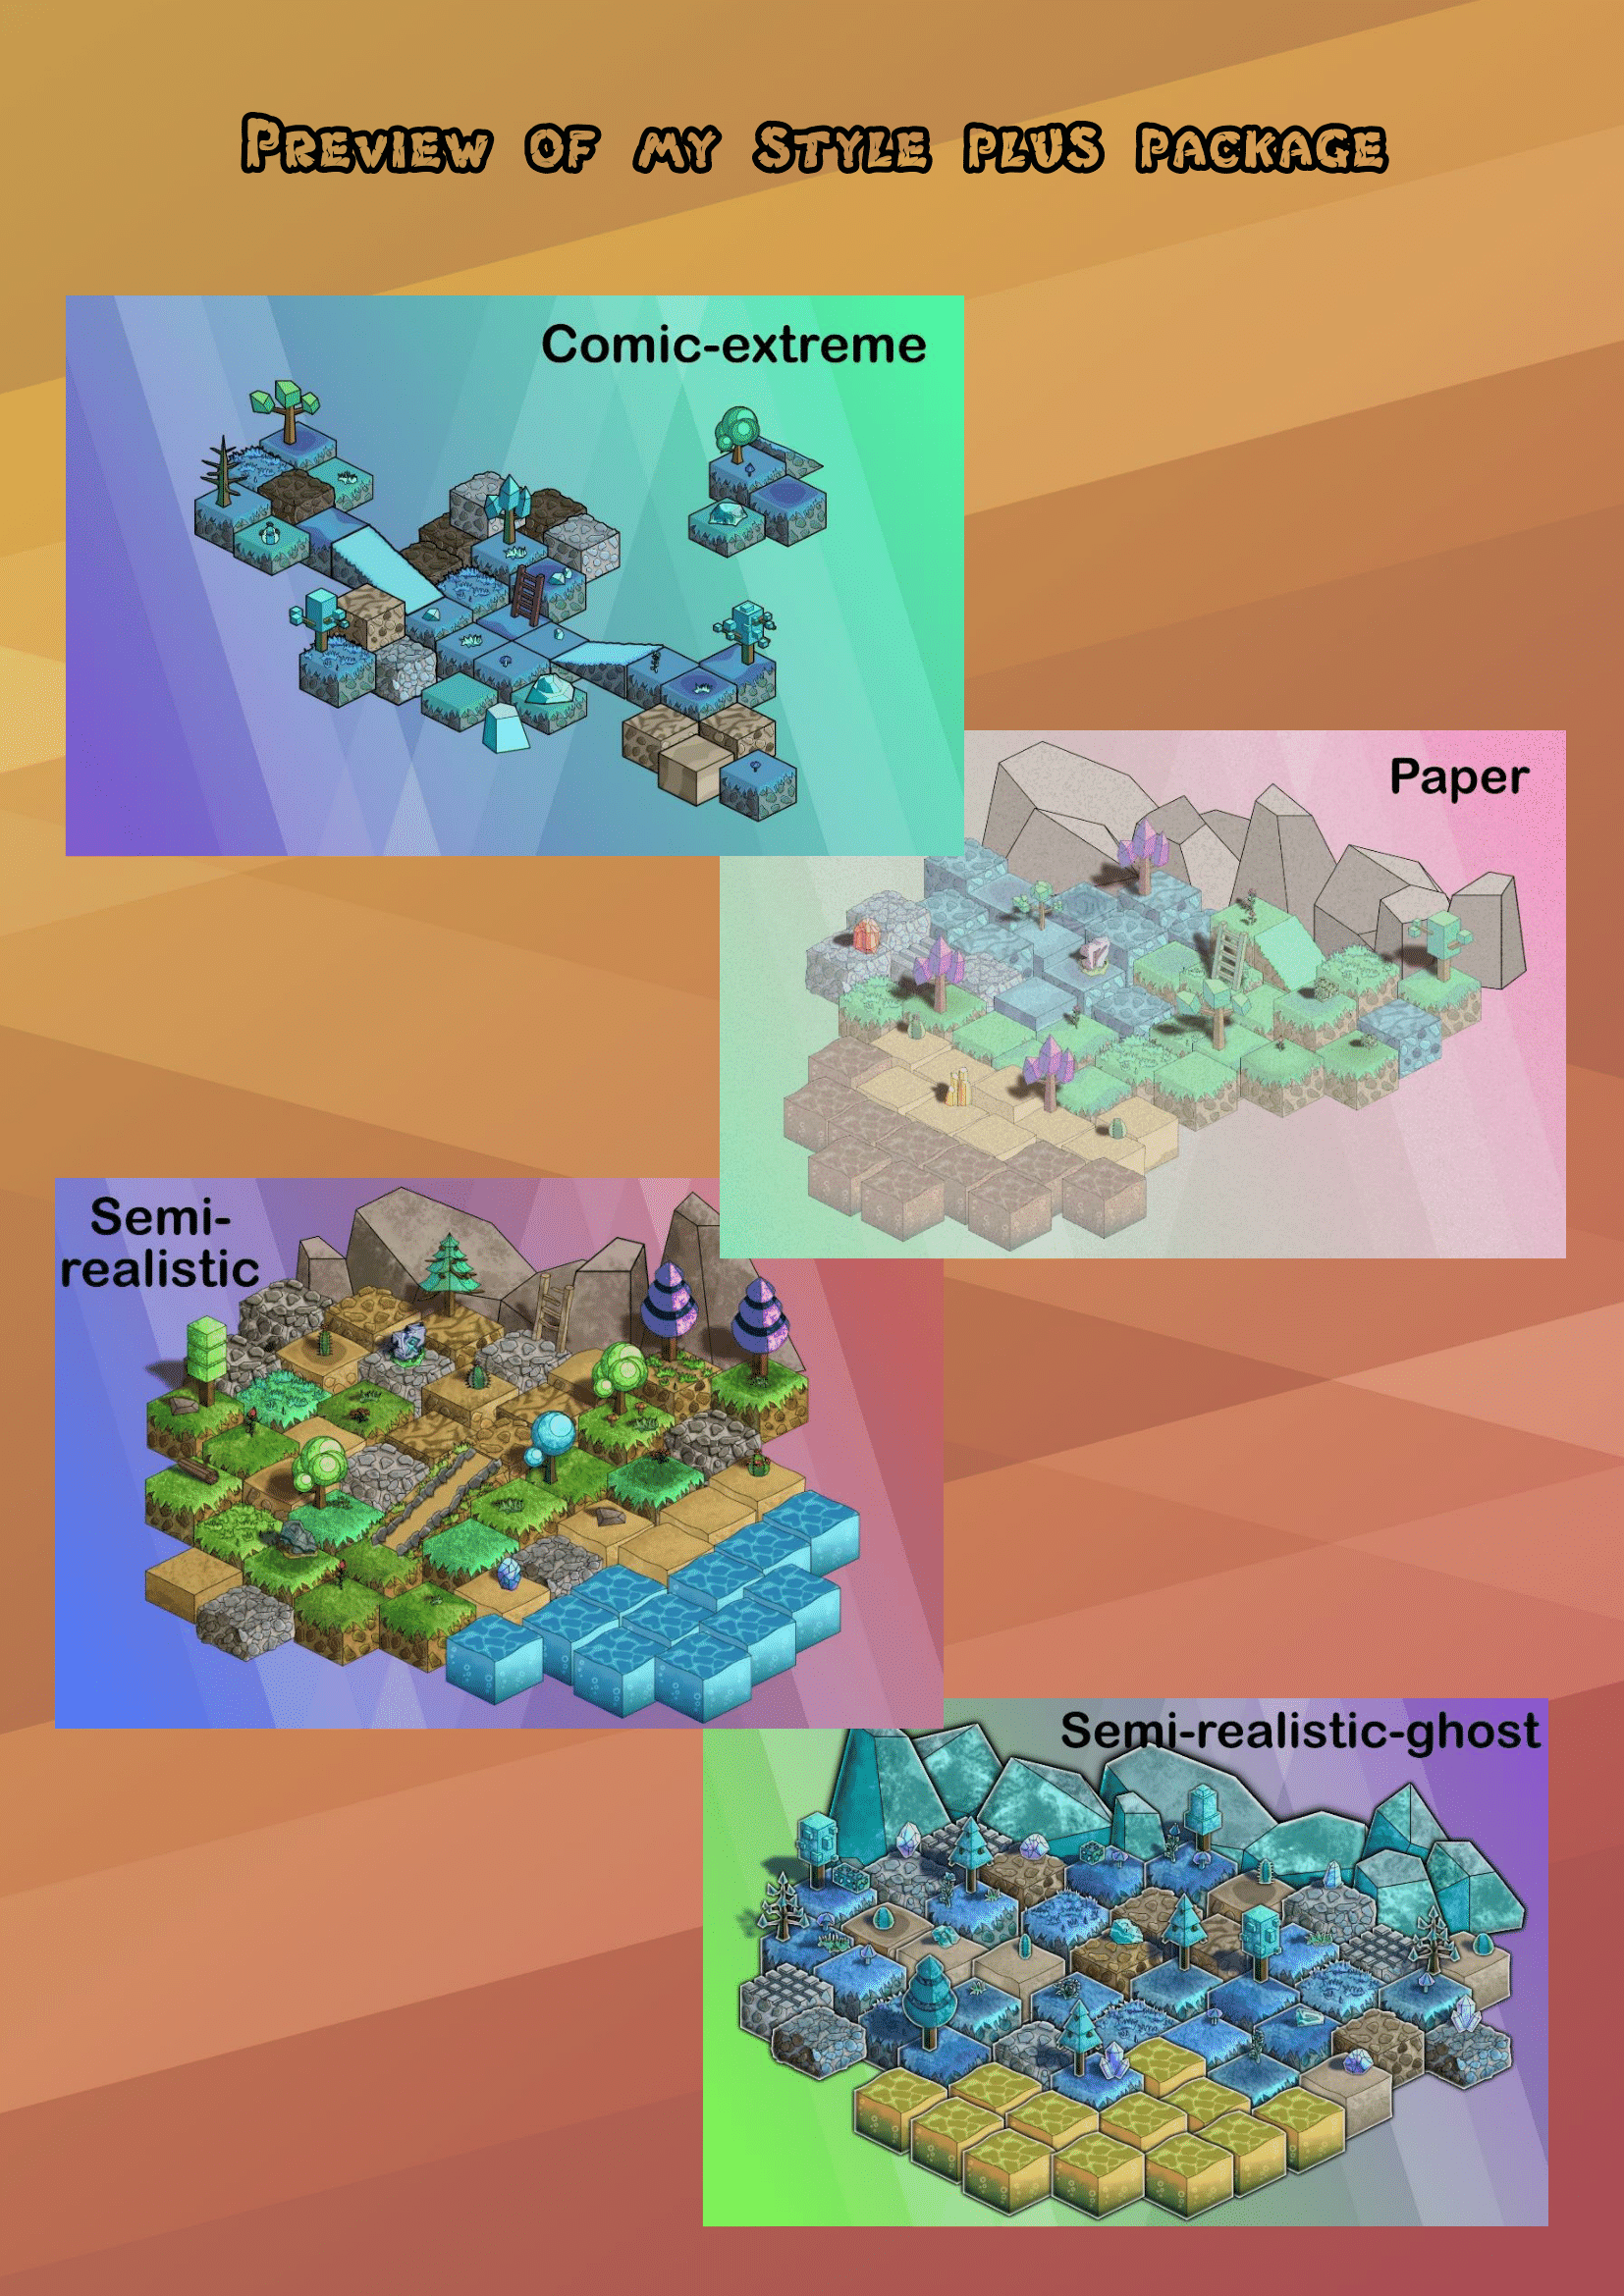 Preview of my Style plus package
Comic-extreme
Paper
Semi-
realistic
Semi-realistic-ghost